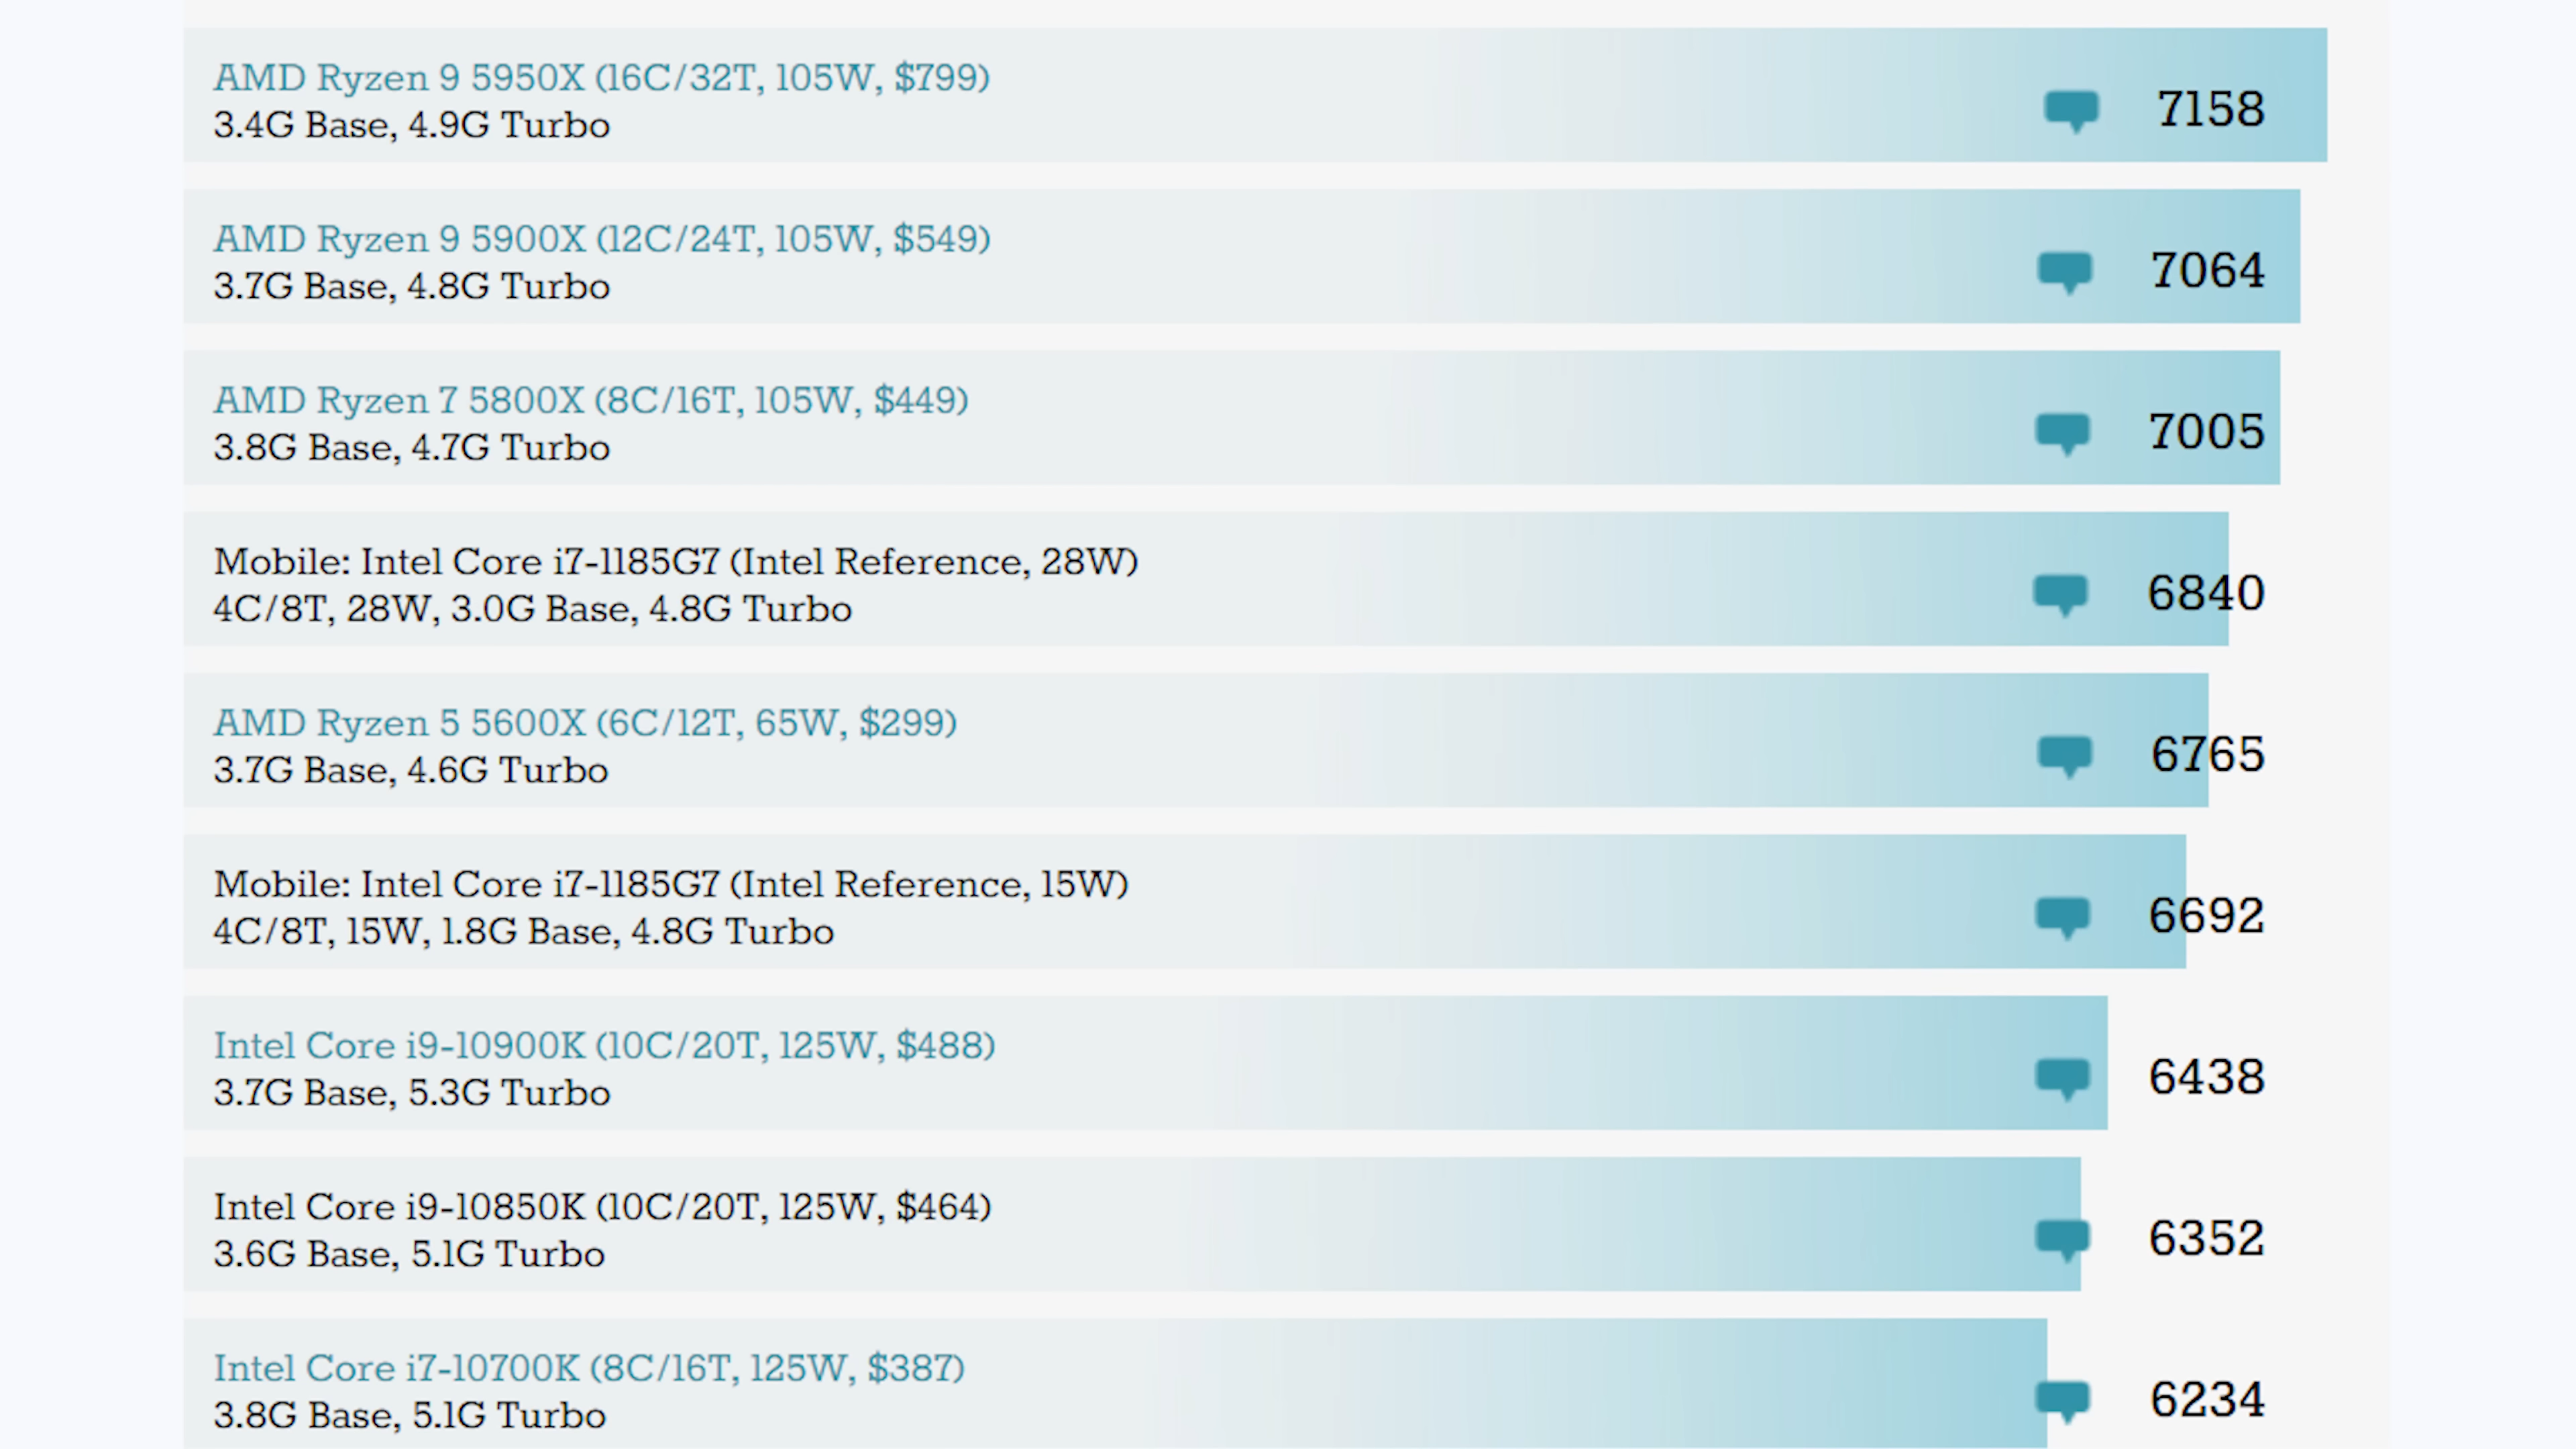 AMD Ryzen 9 5950X (16C/32T, 105W, $799)
3.4G Base, 4.9G Turbo
7158
AMD Ryzen 9 5900X (12C/24T, 105W, $549)
3.7G Base, 4.8G Turbo
7064
AMD Ryzen 7 5800X (8C/16T, 105W, $449)
3.8G Base, 4.7G Turbo
7005
Mobile: Intel Core i7-1185G7 (Intel Reference, 28W)
4C/8T, 28W, 3.0G Base, 4.8G Turbo
6840
AMD Ryzen 5 5600X (6C/12T, 65W, $299)
3.7G Base, 4.6G Turbo
6765
Mobile: Intel Core i7-1185G7 (Intel Reference, 15W)
4C/8T, 15W, 1.8G Base, 4.8G Turbo
6692
Intel Core i9-10900K (10C/20T, 125W, $488)
3.7G Base, 5.3G Turbo
6438
Intel Core i9-10850K (10C/20T, 125W, $464)
3.6G Base, 5.1G Turbo
6352
Intel Core i7-10700K (8C/16T, 125W, $387)
3.8G Base, 5.1G Turbo
6234